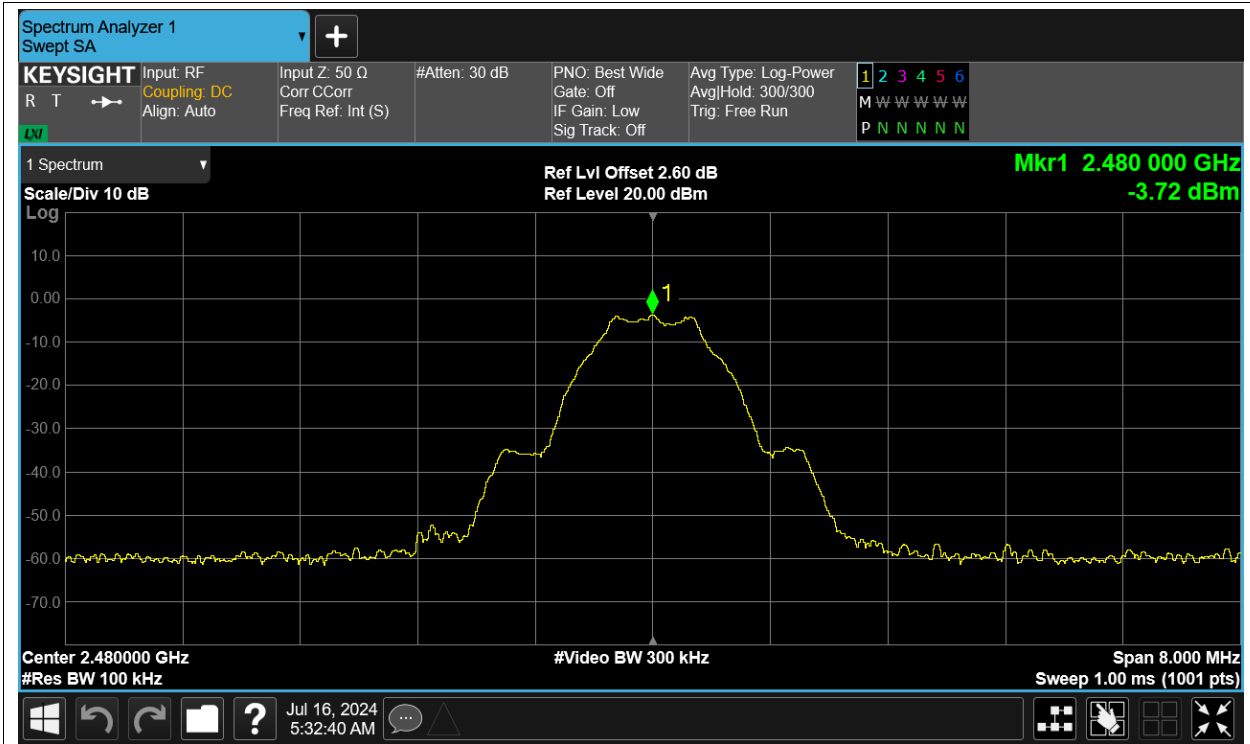 Spectrum Analyzer 1
Swept SA
KEYSIGHT
R T
LXI
Input: RF
Coupling: DC
Align: Auto
Input Z: 50 Ω
Corr CCorr
Freq Ref: Int (S)
#Atten: 30 dB
PNO: Best Wide
Gate: Off
IF Gain: Low
Sig Track: Off
Avg Type: Log-Power
Avg|Hold: 300/300
Trig: Free Run
1 2 3 4 5 6
M W W W W W
P N N N N N
1 Spectrum
Scale/Div 10 dB
Log
Ref Lvl Offset 2.60 dB
Ref Level 20.00 dBm
Mkr1 2.480 000 GHz
-3.72 dBm
10.0
0.00
1
-10.0
-20.0
-30.0
-40.0
-50.0
-60.0
-70.0
Center 2.480000 GHz
#Video BW 300 kHz
Span 8.000 MHz
#Res BW 100 kHz
Sweep 1.00 ms (1001 pts)
?
Jul 16, 2024
5:32:40 AM